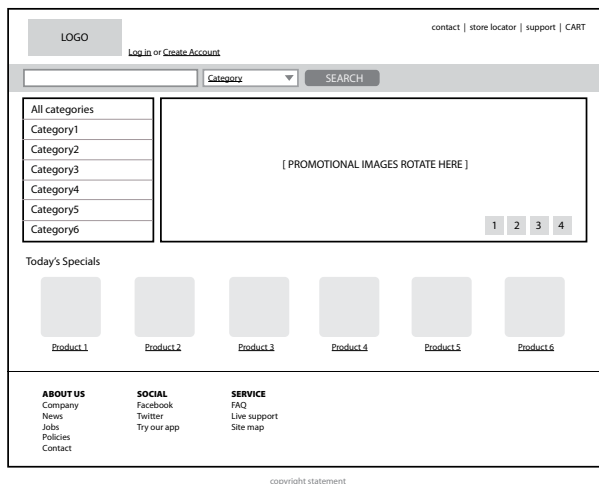 LOGO
contact | store locator | support | CART
Log in or Create Account
Category
SEARCH
All categories
Category1
Category2
Category3
Category4
Category5
Category6
[ PROMOTIONAL IMAGES ROTATE HERE ]
1 2 3 4
Today's Specials
Product 1
Product 2
Product 3
Product 4
Product 5
Product 6
ABOUT US
Company
News
Jobs
Policies
Contact
SOCIAL
Facebook
Twitter
Try our app
SERVICE
FAQ
Live support
Site map
copyright statement